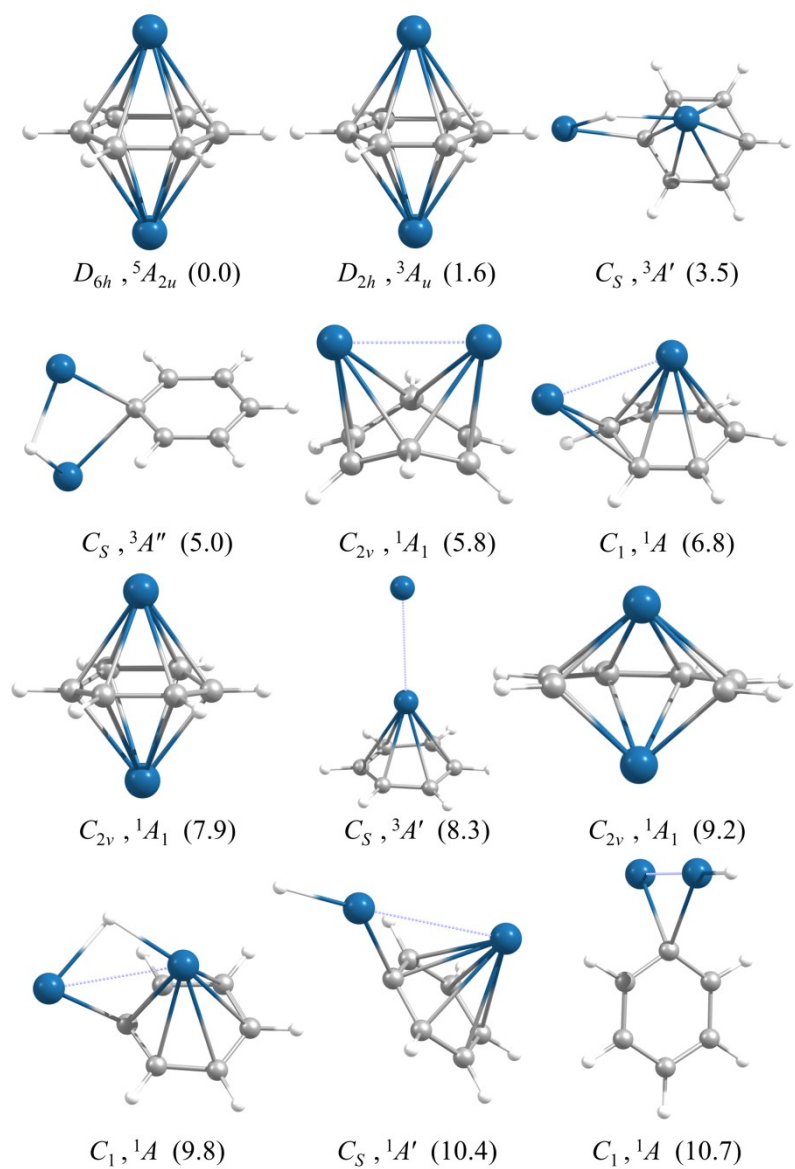 D6h , ⁵A2u (0.0)
D2h , ³Au (1.6)
CS , ³A′ (3.5)
CS , ³A″ (5.0)
C2v , ¹A1 (5.8)
C1 , ¹A (6.8)
C2v , ¹A1 (7.9)
CS , ³A′ (8.3)
C2v , ¹A1 (9.2)
C1 , ¹A (9.8)
CS , ¹A′ (10.4)
C1 , ¹A (10.7)